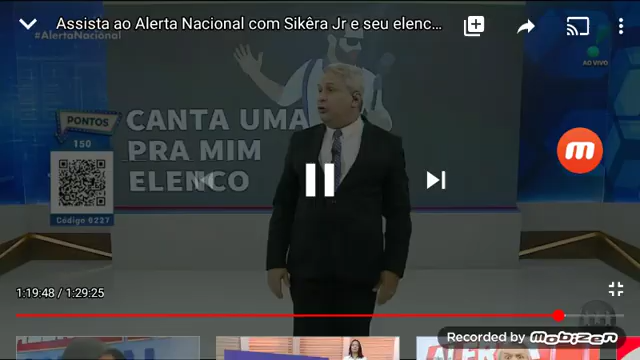 Assista ao Alerta Nacional com Sikêra Jr e seu elenc...
#AlertaNacional
AO VIVO
PONTOS
150
Código 9227
CANTA UMA
PRA MIM
ELENCO
1:19:48 / 1:29:25
Recorded by
Mobizen